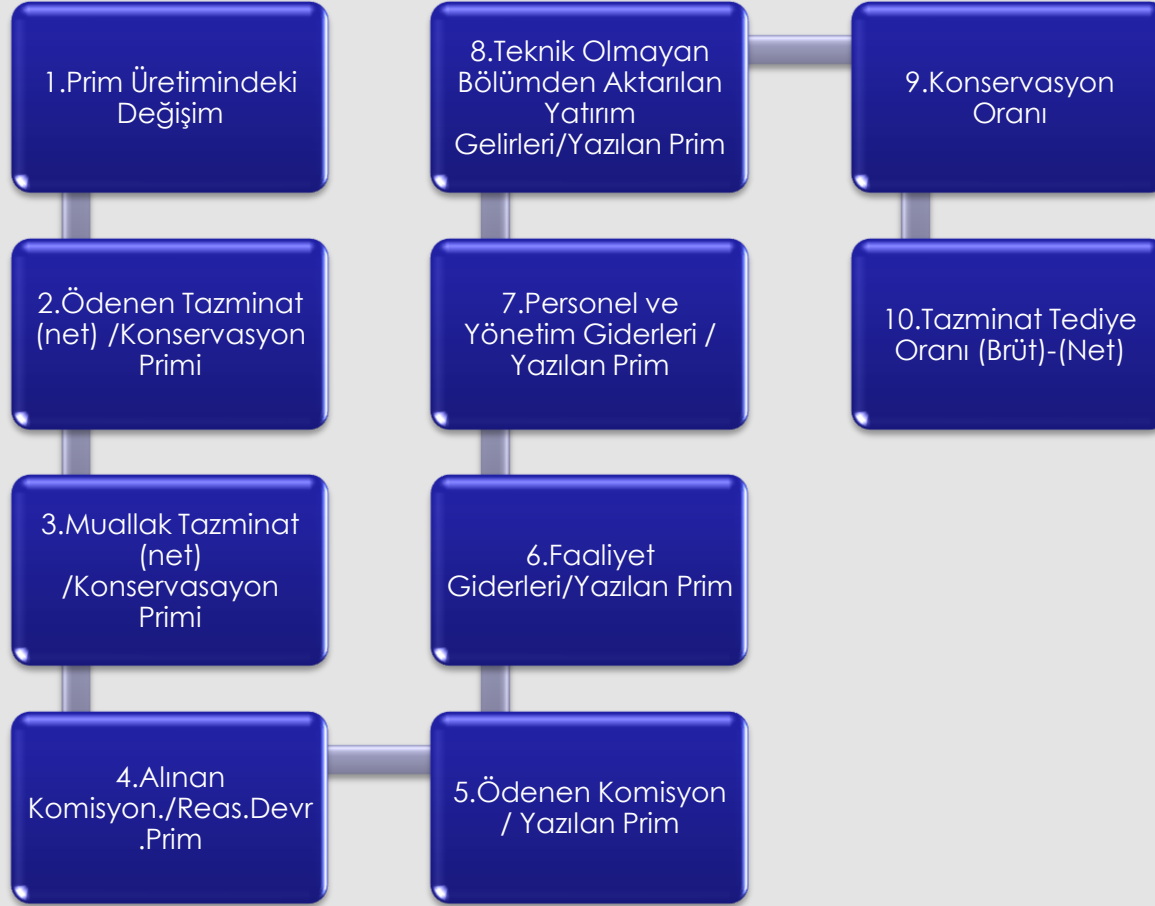 1.Prim Üretimindeki
Değişim
2.Ödenen Tazminat
(net) /Konservasyon
Primi
3.Muallak Tazminat
(net)
/Konservasayon
Primi
4.Alınan
Komisyon./Reas.Devr
.Prim
5.Ödenen Komisyon
/ Yazılan Prim
6.Faaliyet
Giderleri/Yazılan Prim
7.Personel ve
Yönetim Giderleri /
Yazılan Prim
8.Teknik Olmayan
Bölümden Aktarılan
Yatırım
Gelirleri/Yazılan Prim
9.Konservasyon
Oranı
10.Tazminat Tediye
Oranı (Brüt)-(Net)